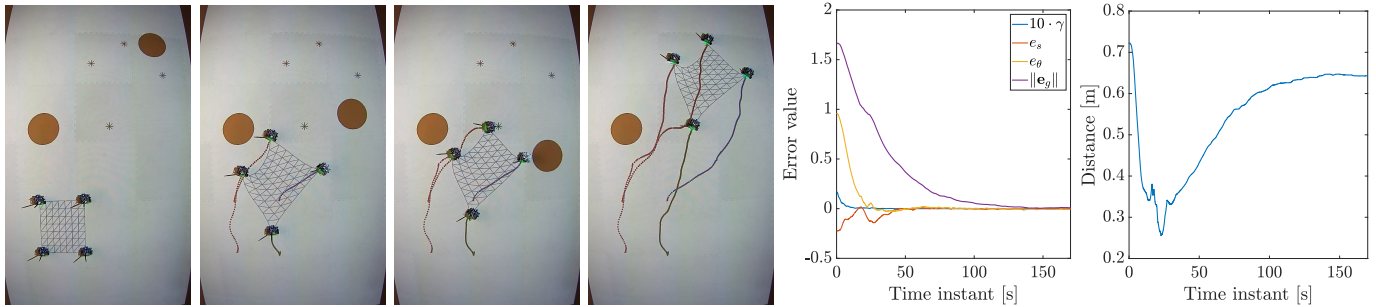 2
1.5
1
0.5
0
-0.5
Error value
0
50
100
150
Time instant [s]
10 · γ
e_s
e_θ
‖e_g‖
0.8
0.7
0.6
0.5
0.4
0.3
0.2
Distance [m]
0
50
100
150
Time instant [s]